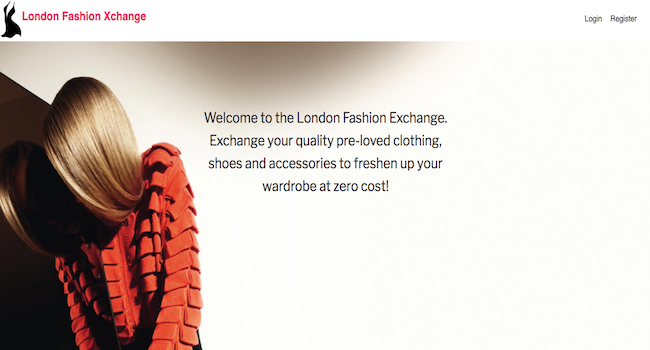 London Fashion Xchange
Login Register
Welcome to the London Fashion Exchange.
Exchange your quality pre-loved clothing,
shoes and accessories to freshen up your
wardrobe at zero cost!